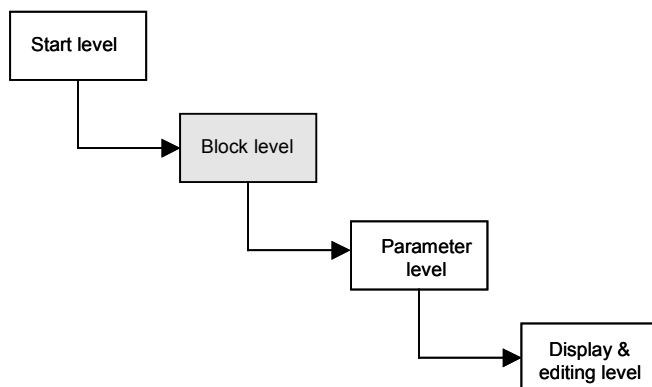 Start level
Block level
Parameter
level
Display &
editing level